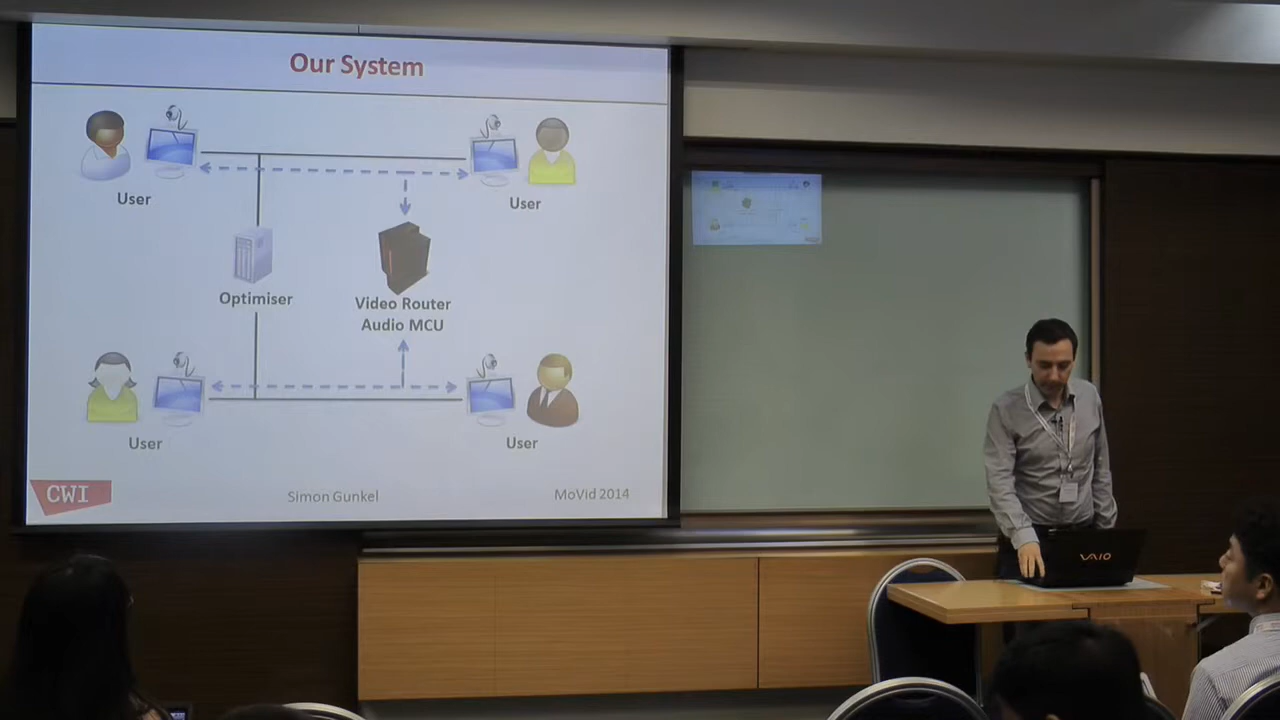 Our System
User
User
Optimiser
Video Router
Audio MCU
User
User
CWI
Simon Gunkel
MoVid 2014
VAIO